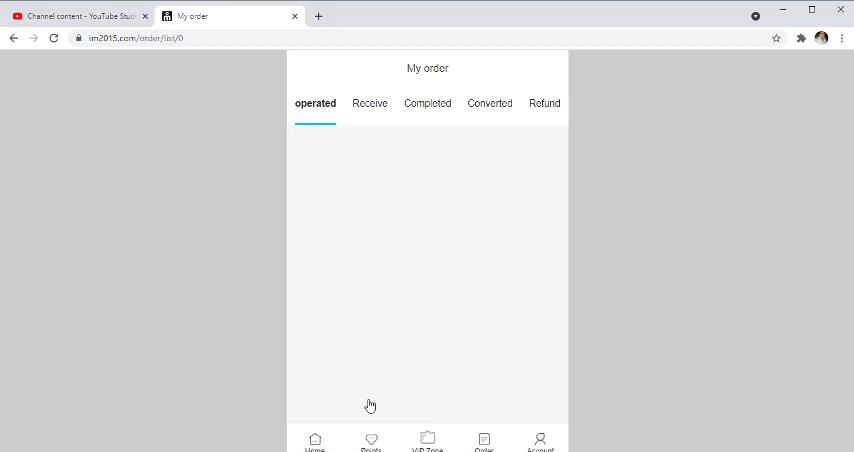 Channel content - YouTube Stud
My order
im2015.com/order/list/0
My order
operated Receive Completed Converted Refund
Home Points VIP Zone Order Account